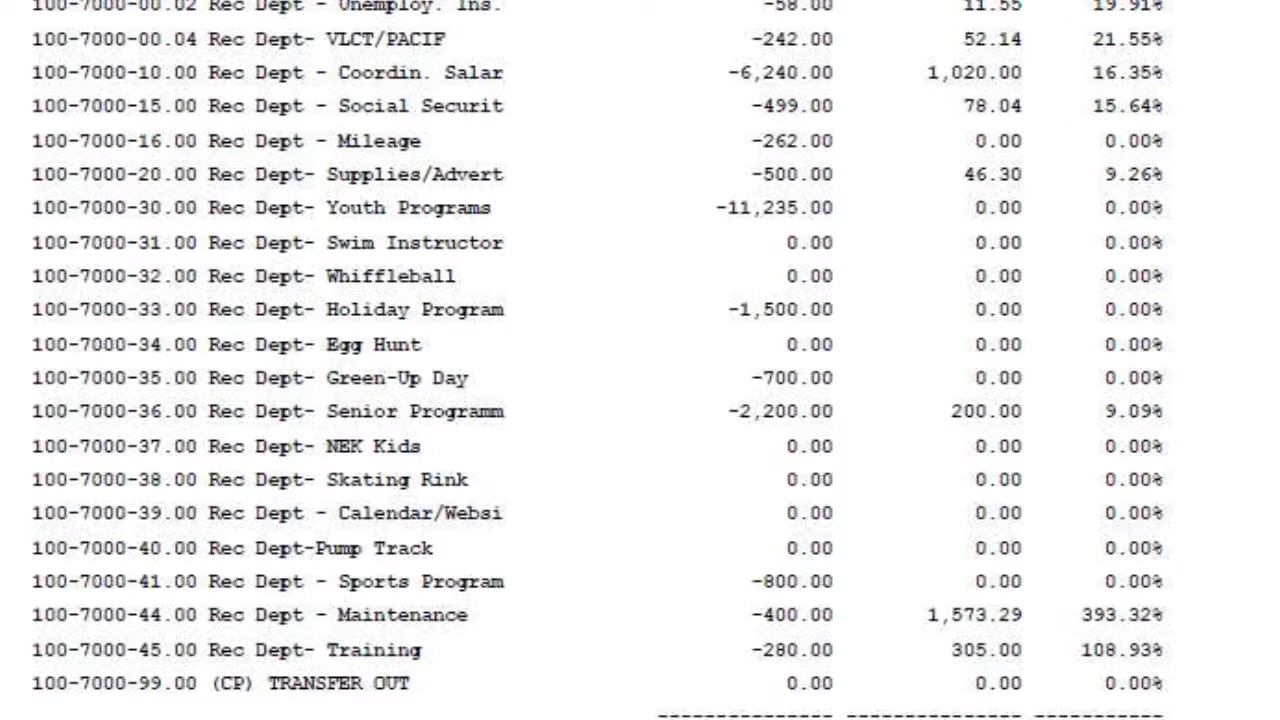 100-7000-00.02 Rec Dept - Unemploy. Ins. -58.00 11.55 19.91%
100-7000-00.04 Rec Dept- VLCT/PACIF -242.00 52.14 21.55%
100-7000-10.00 Rec Dept - Coordin. Salar -6,240.00 1,020.00 16.35%
100-7000-15.00 Rec Dept - Social Securit -499.00 78.04 15.64%
100-7000-16.00 Rec Dept - Mileage -262.00 0.00 0.00%
100-7000-20.00 Rec Dept- Supplies/Advert -500.00 46.30 9.26%
100-7000-30.00 Rec Dept- Youth Programs -11,235.00 0.00 0.00%
100-7000-31.00 Rec Dept- Swim Instructor 0.00 0.00 0.00%
100-7000-32.00 Rec Dept- Whiffleball 0.00 0.00 0.00%
100-7000-33.00 Rec Dept- Holiday Program -1,500.00 0.00 0.00%
100-7000-34.00 Rec Dept- Egg Hunt 0.00 0.00 0.00%
100-7000-35.00 Rec Dept- Green-Up Day -700.00 0.00 0.00%
100-7000-36.00 Rec Dept- Senior Programm -2,200.00 200.00 9.09%
100-7000-37.00 Rec Dept- NEK Kids 0.00 0.00 0.00%
100-7000-38.00 Rec Dept- Skating Rink 0.00 0.00 0.00%
100-7000-39.00 Rec Dept - Calendar/Websi 0.00 0.00 0.00%
100-7000-40.00 Rec Dept-Pump Track 0.00 0.00 0.00%
100-7000-41.00 Rec Dept - Sports Program -800.00 0.00 0.00%
100-7000-44.00 Rec Dept - Maintenance -400.00 1,573.29 393.32%
100-7000-45.00 Rec Dept- Training -280.00 305.00 108.93%
100-7000-99.00 (CP) TRANSFER OUT 0.00 0.00 0.00%
--------------- --------------- -----------